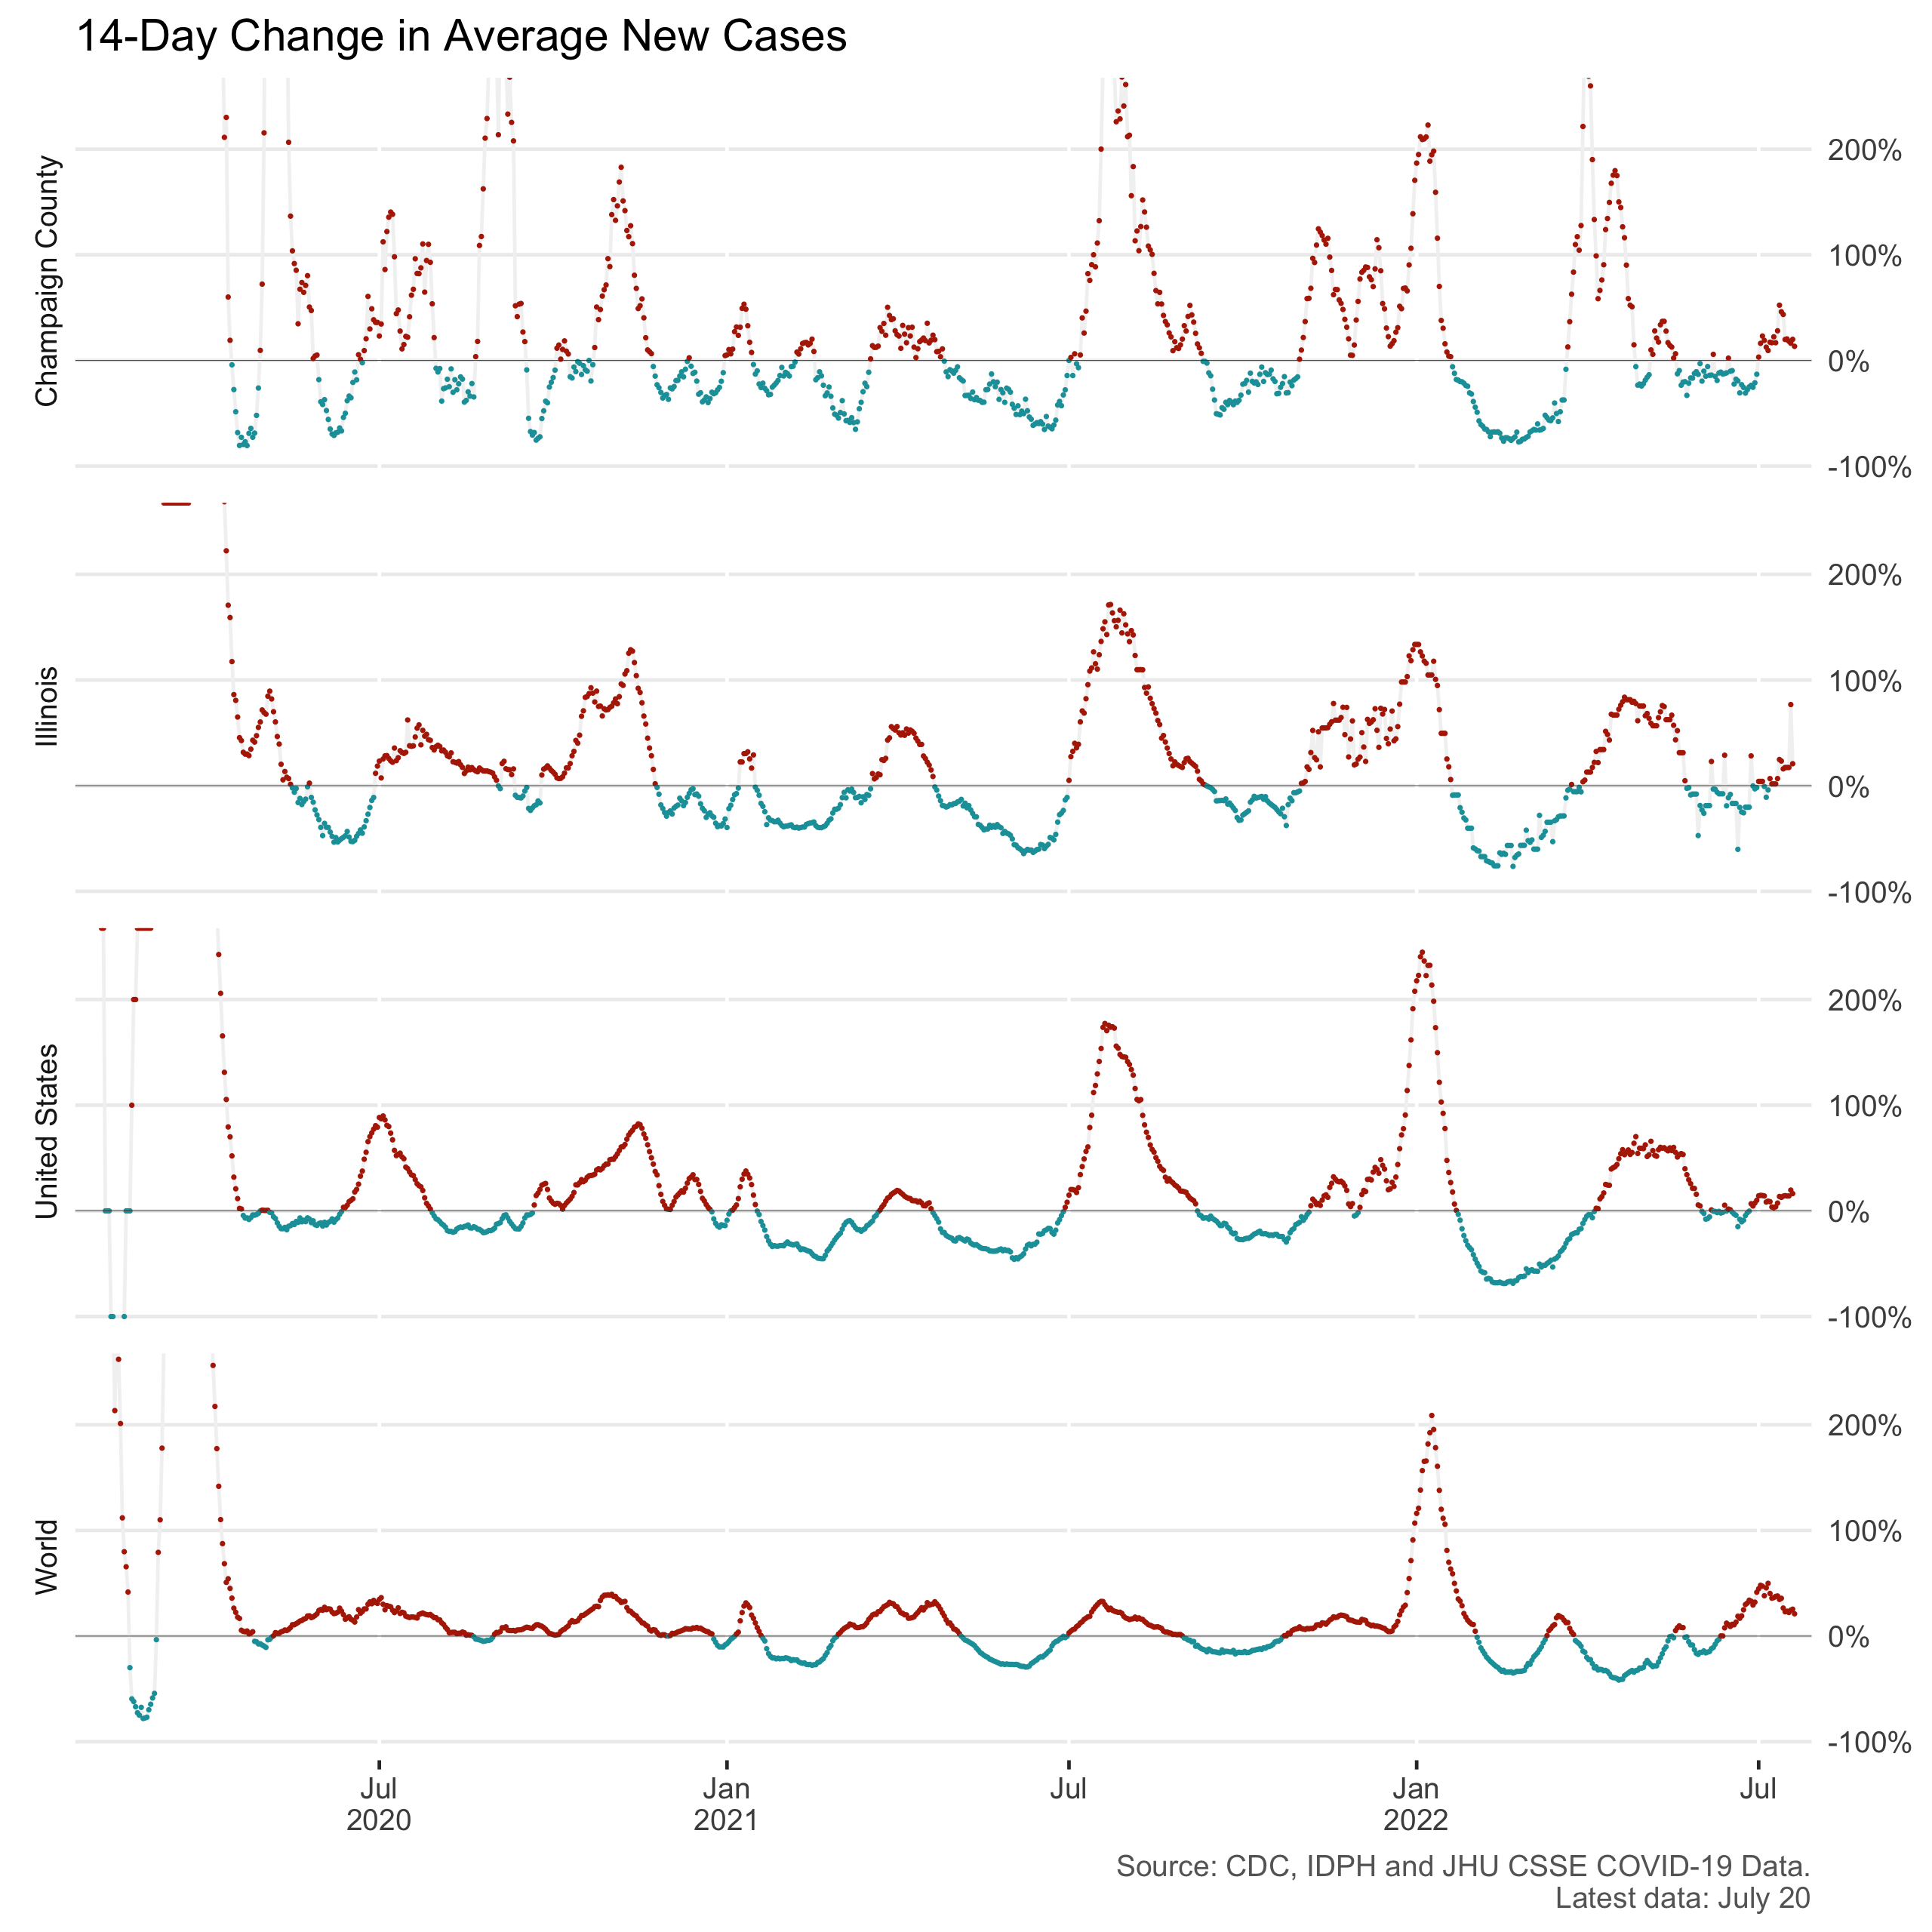 14-Day Change in Average New Cases
Champaign County
200%
100%
0%
-100%
Illinois
200%
100%
0%
-100%
United States
200%
100%
0%
-100%
World
200%
100%
0%
-100%
Jul
2020
Jan
2021
Jul
Jan
2022
Jul
Source: CDC, IDPH and JHU CSSE COVID-19 Data.
Latest data: July 20